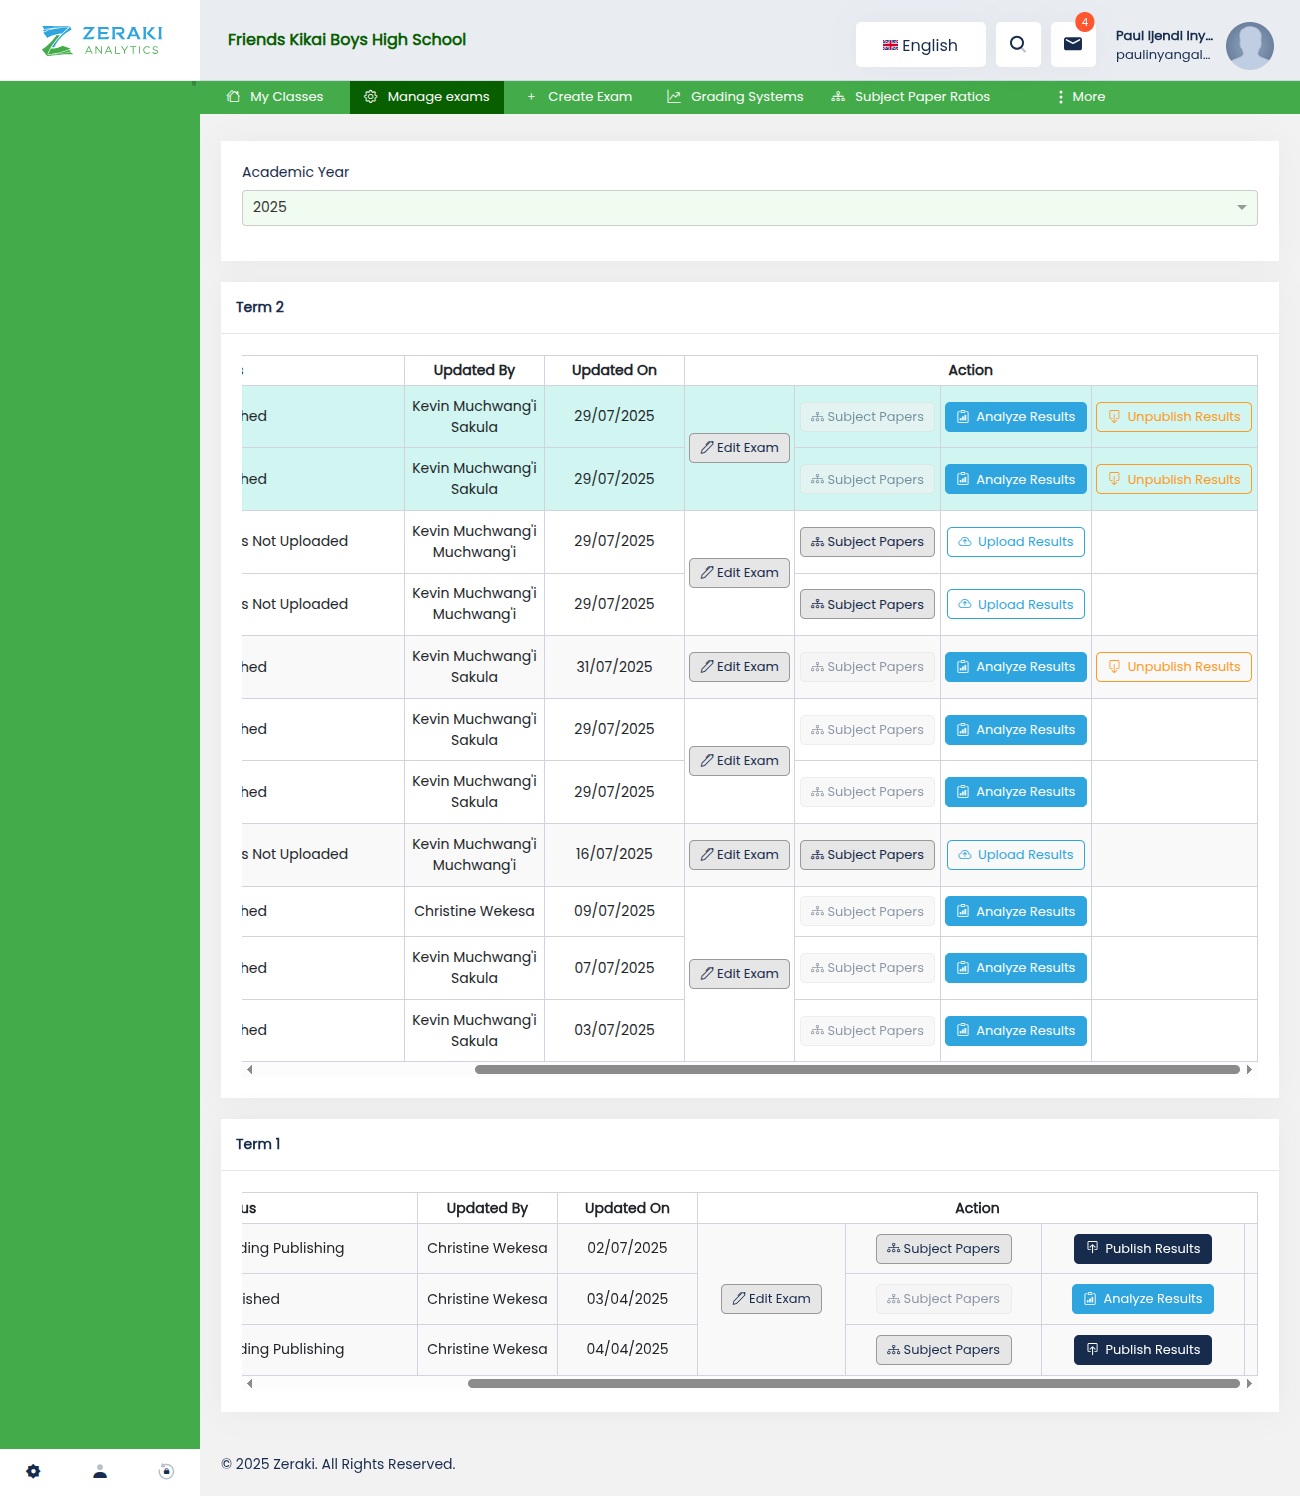 ZERAKI
ANALYTICS
Friends Kikai Boys High School
English
4
Paul Ijendi Iny...
paulinyangal...
My Classes
Manage exams
+ Create Exam
Grading Systems
Subject Paper Ratios
More
Academic Year
2025
Term 2
Updated By Updated On Action
hed Kevin Muchwang'i Sakula 29/07/2025 Edit Exam Subject Papers Analyze Results Unpublish Results
hed Kevin Muchwang'i Sakula 29/07/2025 Subject Papers Analyze Results Unpublish Results
s Not Uploaded Kevin Muchwang'i Muchwang'i 29/07/2025 Edit Exam Subject Papers Upload Results
s Not Uploaded Kevin Muchwang'i Muchwang'i 29/07/2025 Subject Papers Upload Results
hed Kevin Muchwang'i Sakula 31/07/2025 Edit Exam Subject Papers Analyze Results Unpublish Results
hed Kevin Muchwang'i Sakula 29/07/2025 Edit Exam Subject Papers Analyze Results
hed Kevin Muchwang'i Sakula 29/07/2025 Subject Papers Analyze Results
s Not Uploaded Kevin Muchwang'i Muchwang'i 16/07/2025 Edit Exam Subject Papers Upload Results
hed Christine Wekesa 09/07/2025 Subject Papers Analyze Results
hed Kevin Muchwang'i Sakula 07/07/2025 Edit Exam Subject Papers Analyze Results
hed Kevin Muchwang'i Sakula 03/07/2025 Subject Papers Analyze Results
Term 1
us Updated By Updated On Action
ding Publishing Christine Wekesa 02/07/2025 Subject Papers Publish Results
ished Christine Wekesa 03/04/2025 Edit Exam Subject Papers Analyze Results
ding Publishing Christine Wekesa 04/04/2025 Subject Papers Publish Results
© 2025 Zeraki. All Rights Reserved.